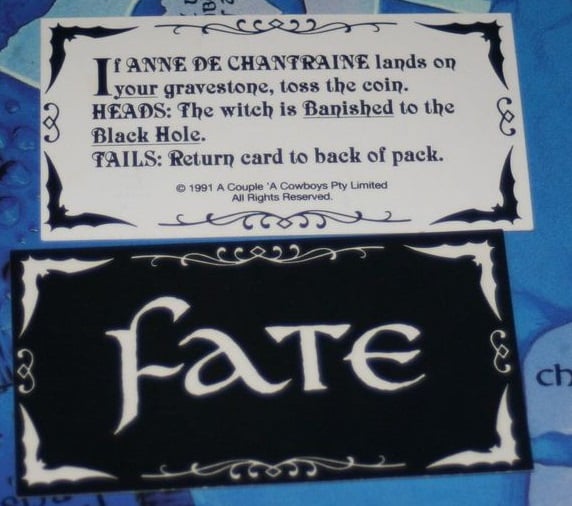 If ANNE DE CHANTRAINE lands on
your gravestone, toss the coin.
HEADS: The witch is Banished to the
Black Hole.
TAILS: Return card to back of pack.
© 1991 A Couple 'A Cowboys Pty Limited
All Rights Reserved.
FATE
ch